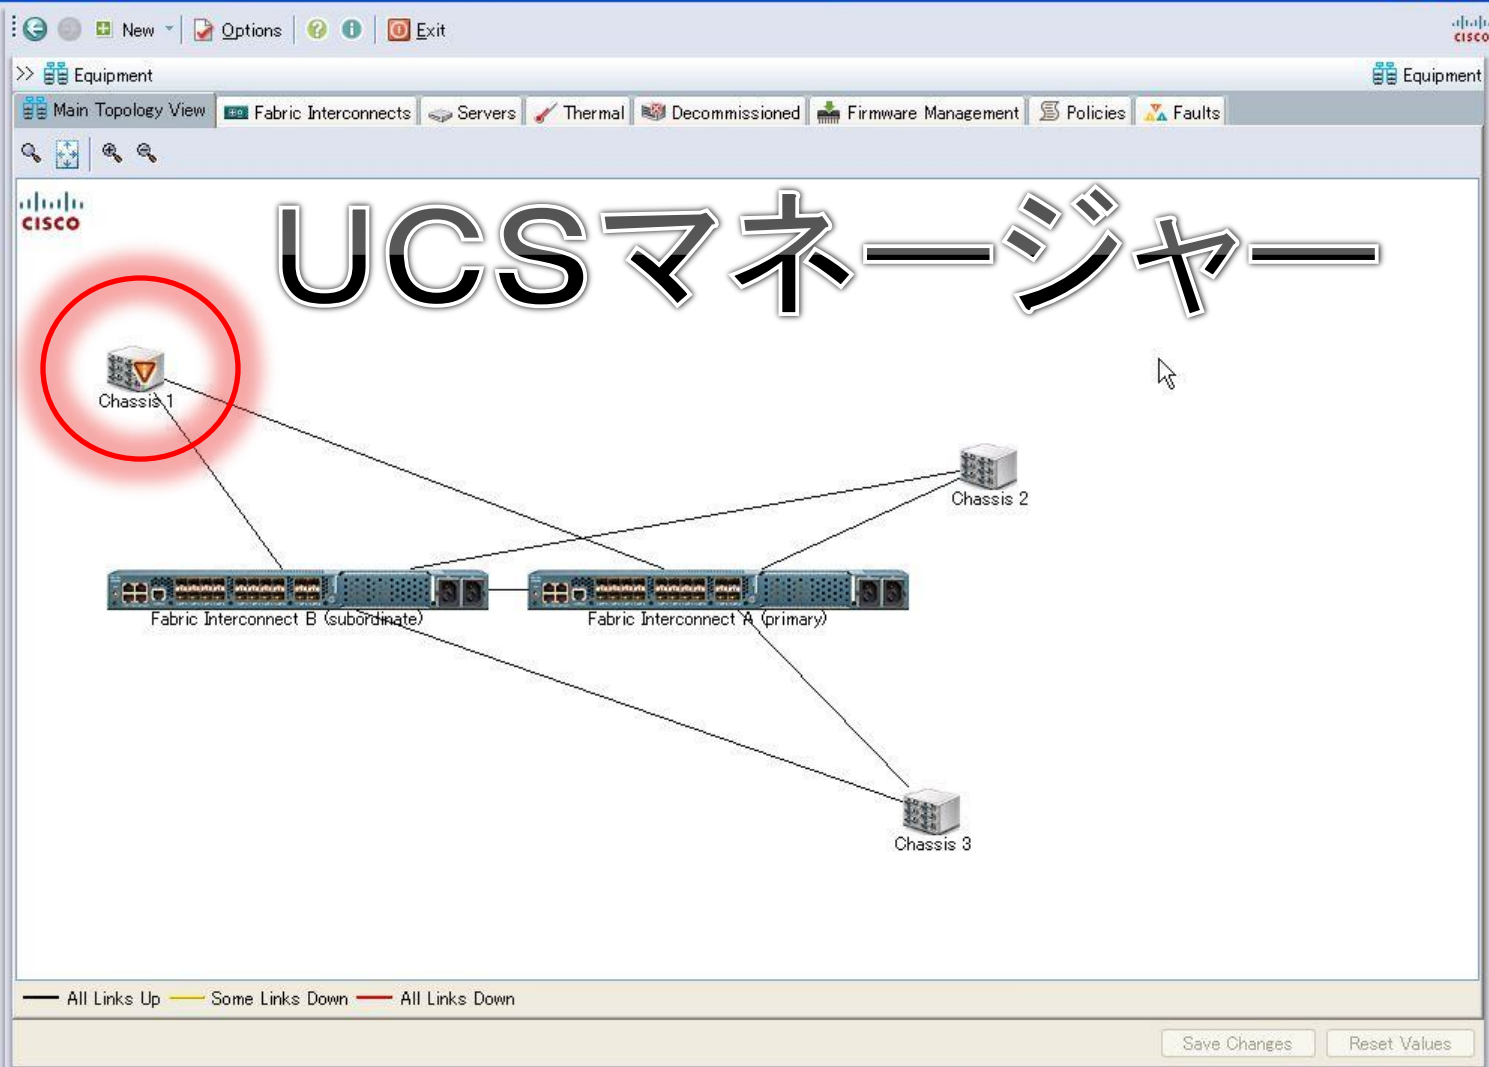 New Options Exit
CISCO
>> Equipment Equipment
Main Topology View Fabric Interconnects Servers Thermal Decommissioned Firmware Management Policies Faults
CISCO
UCSマネージャー
Chassis 1
Chassis 2
Fabric Interconnect B (subordinate) Fabric Interconnect A (primary)
Chassis 3
All Links Up Some Links Down All Links Down
Save Changes Reset Values